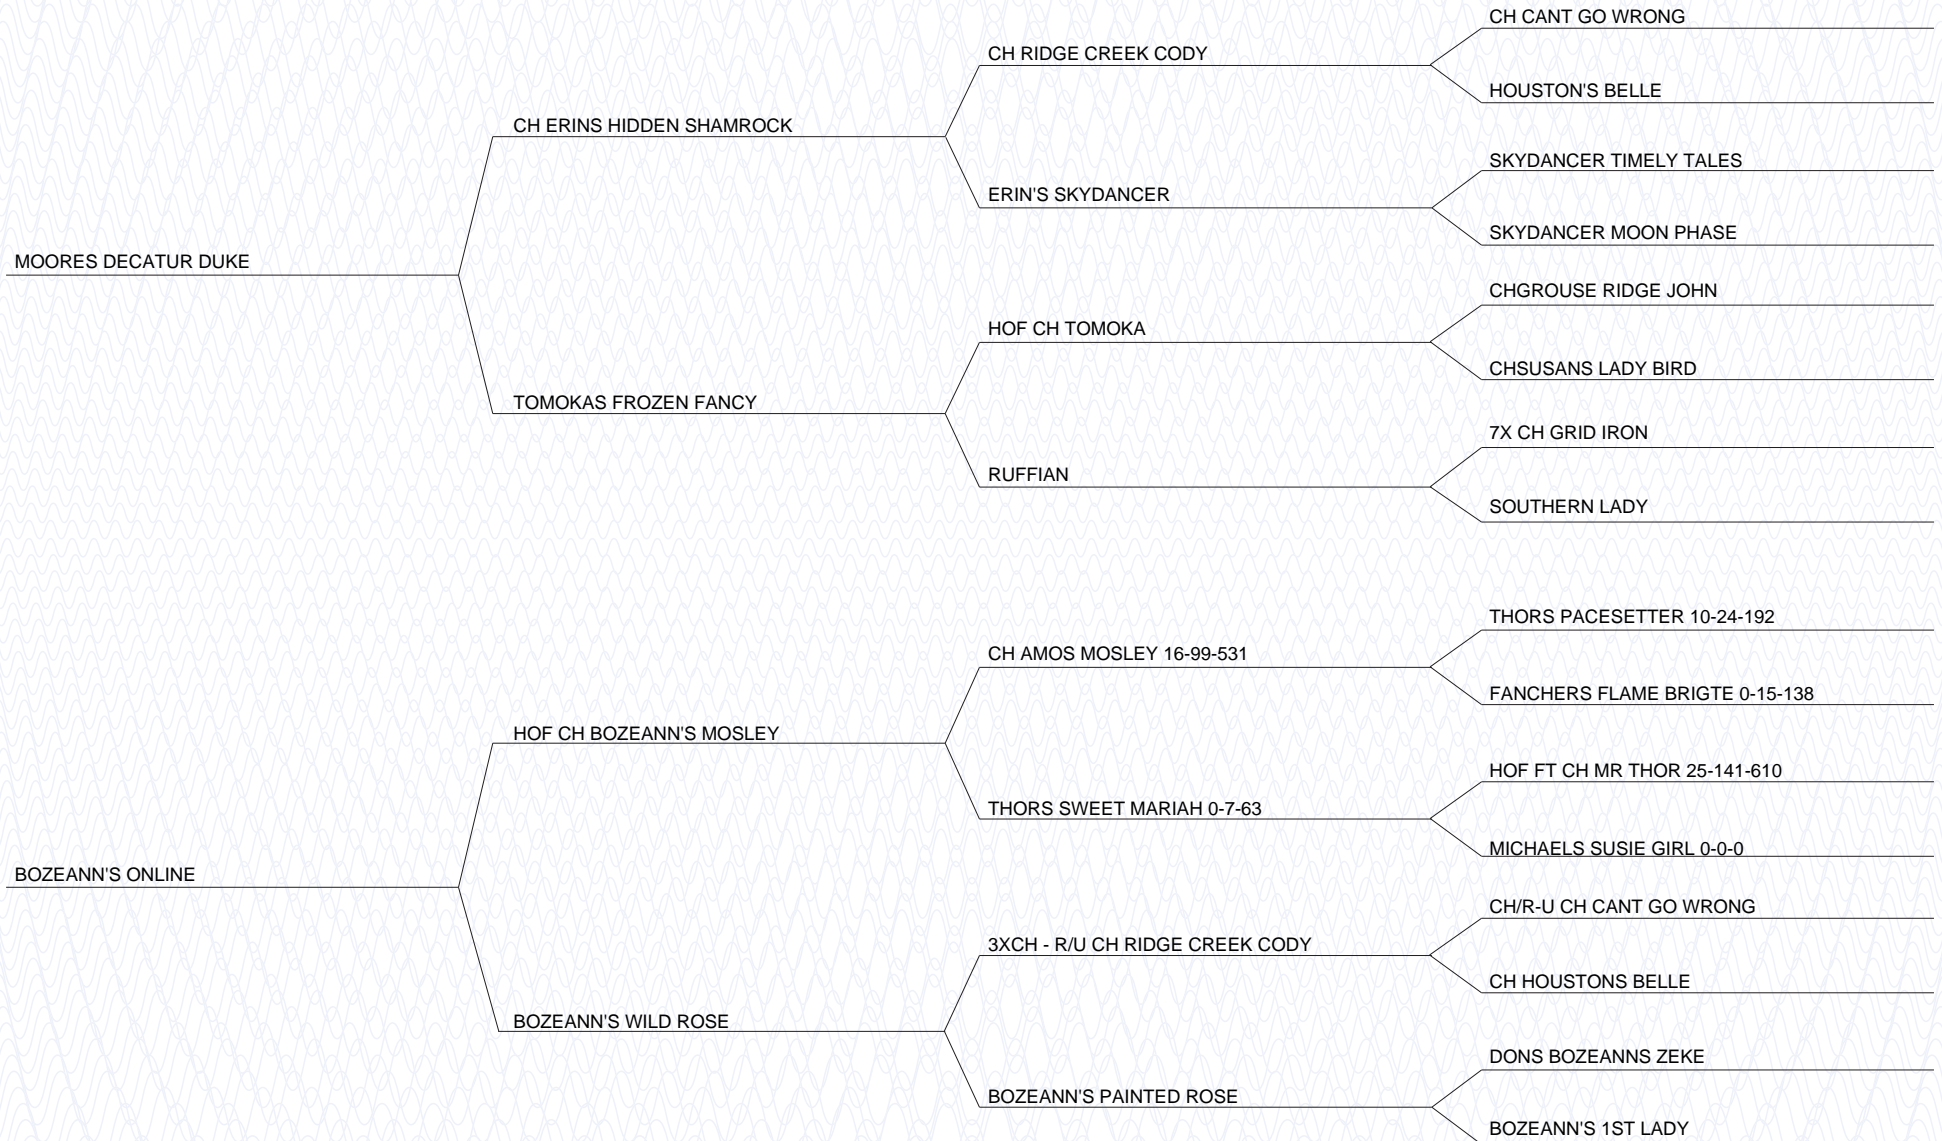 CH CANT GO WRONG
CH RIDGE CREEK CODY
HOUSTON'S BELLE
CH ERINS HIDDEN SHAMROCK
SKYDANCER TIMELY TALES
ERIN'S SKYDANCER
SKYDANCER MOON PHASE
MOORES DECATUR DUKE
CHGROUSE RIDGE JOHN
HOF CH TOMOKA
CHSUSANS LADY BIRD
TOMOKAS FROZEN FANCY
7X CH GRID IRON
RUFFIAN
SOUTHERN LADY
THORS PACESETTER 10-24-192
CH AMOS MOSLEY 16-99-531
FANCHERS FLAME BRIGTE 0-15-138
HOF CH BOZEANN'S MOSLEY
HOF FT CH MR THOR 25-141-610
THORS SWEET MARIAH 0-7-63
MICHAELS SUSIE GIRL 0-0-0
BOZEANN'S ONLINE
CH/R-U CH CANT GO WRONG
3XCH - R/U CH RIDGE CREEK CODY
CH HOUSTONS BELLE
BOZEANN'S WILD ROSE
DONS BOZEANNS ZEKE
BOZEANN'S PAINTED ROSE
BOZEANN'S 1ST LADY